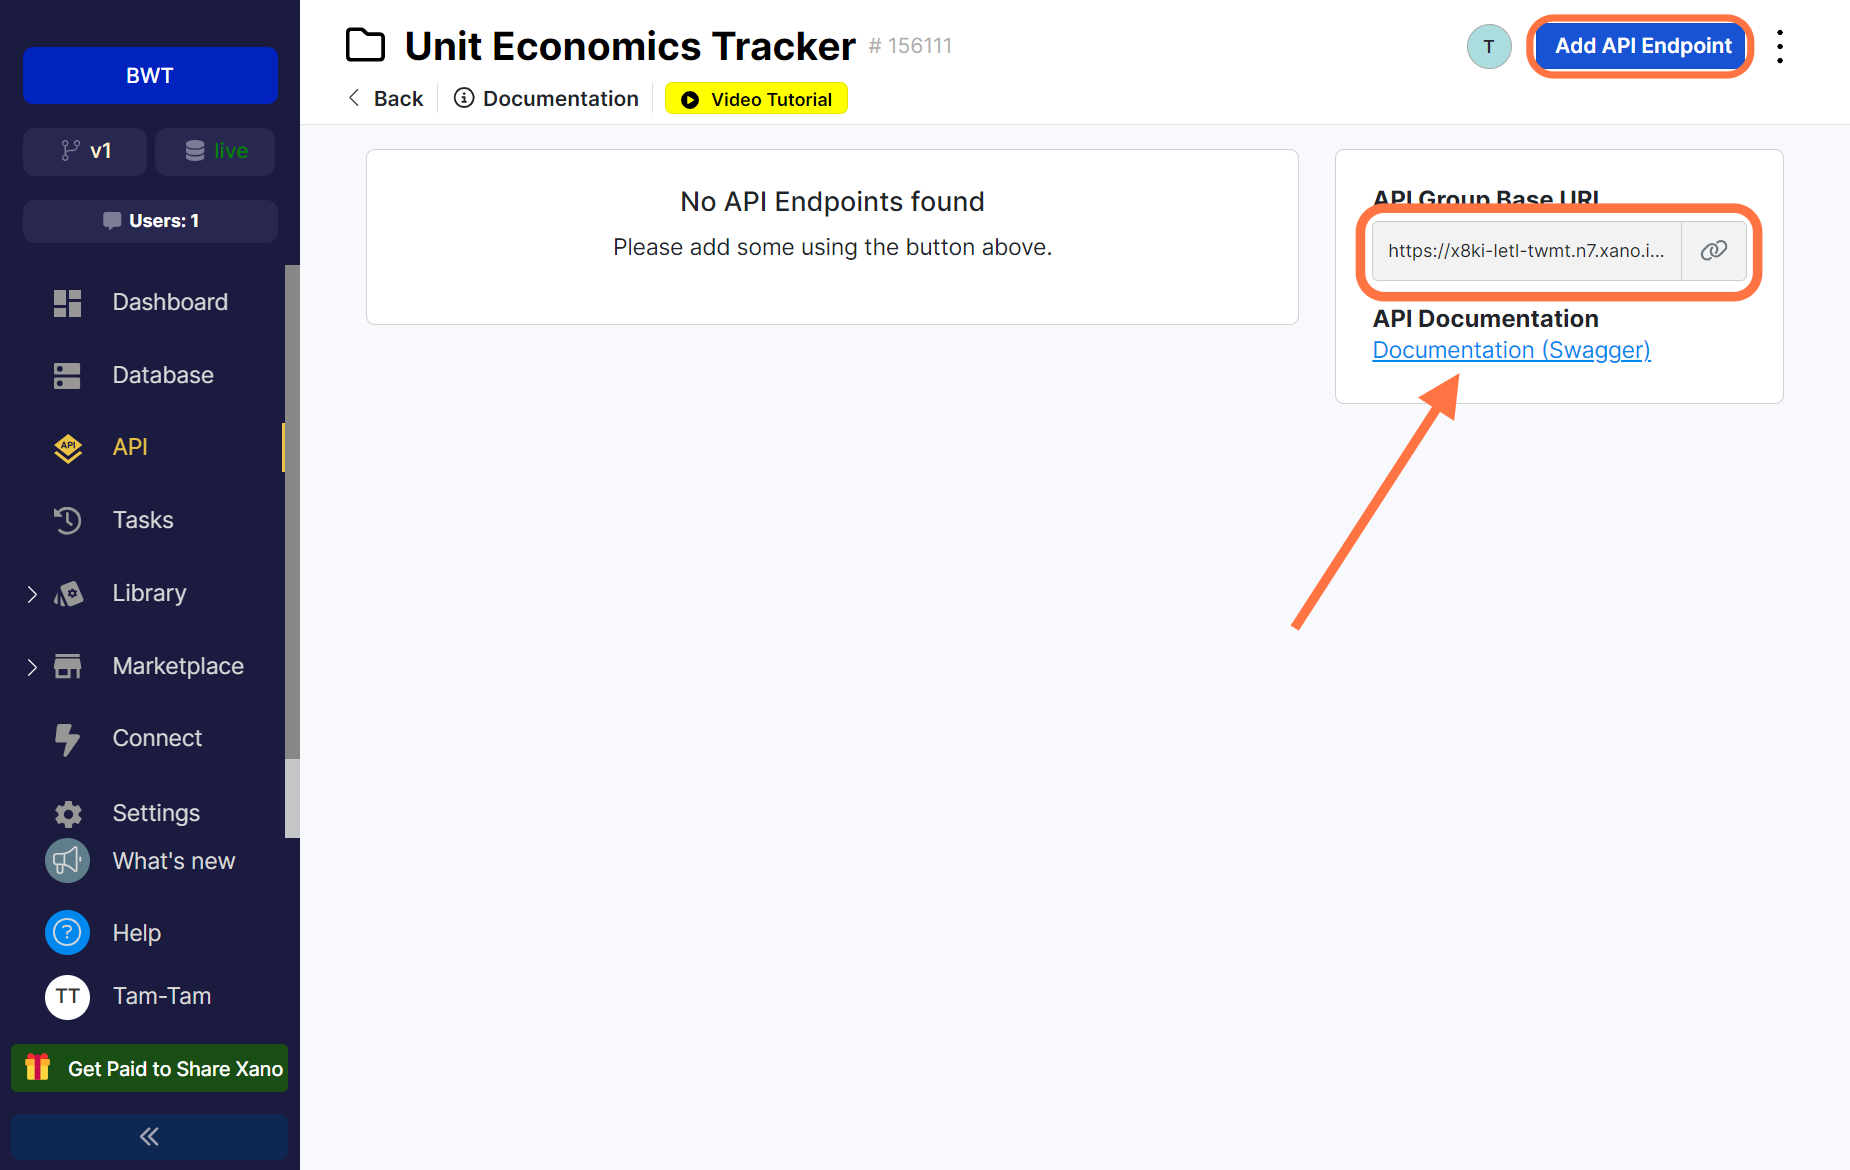 BWT
v1
live
Users: 1
Dashboard
Database
API
API
Tasks
Library
Marketplace
Connect
Settings
What's new
? Help
TT Tam-Tam
Get Paid to Share Xano
Unit Economics Tracker # 156111
T
Add API Endpoint
Back
Documentation
Video Tutorial
No API Endpoints found
Please add some using the button above.
API Group Base URL
https://x8ki-letl-twmt.n7.xano.i...
API Documentation
Documentation (Swagger)